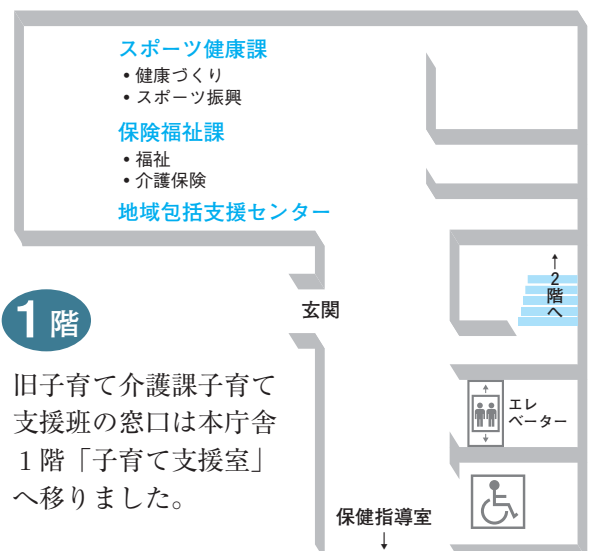 スポーツ健康課
•健康づくり
•スポーツ振興
保険福祉課
•福祉
•介護保険
地域包括支援センター
↑2階へ
玄関
1階
旧子育て介護課子育て
支援班の窓口は本庁舎
１階「子育て支援室」
へ移りました。
エレ
ベーター
保健指導室
↓